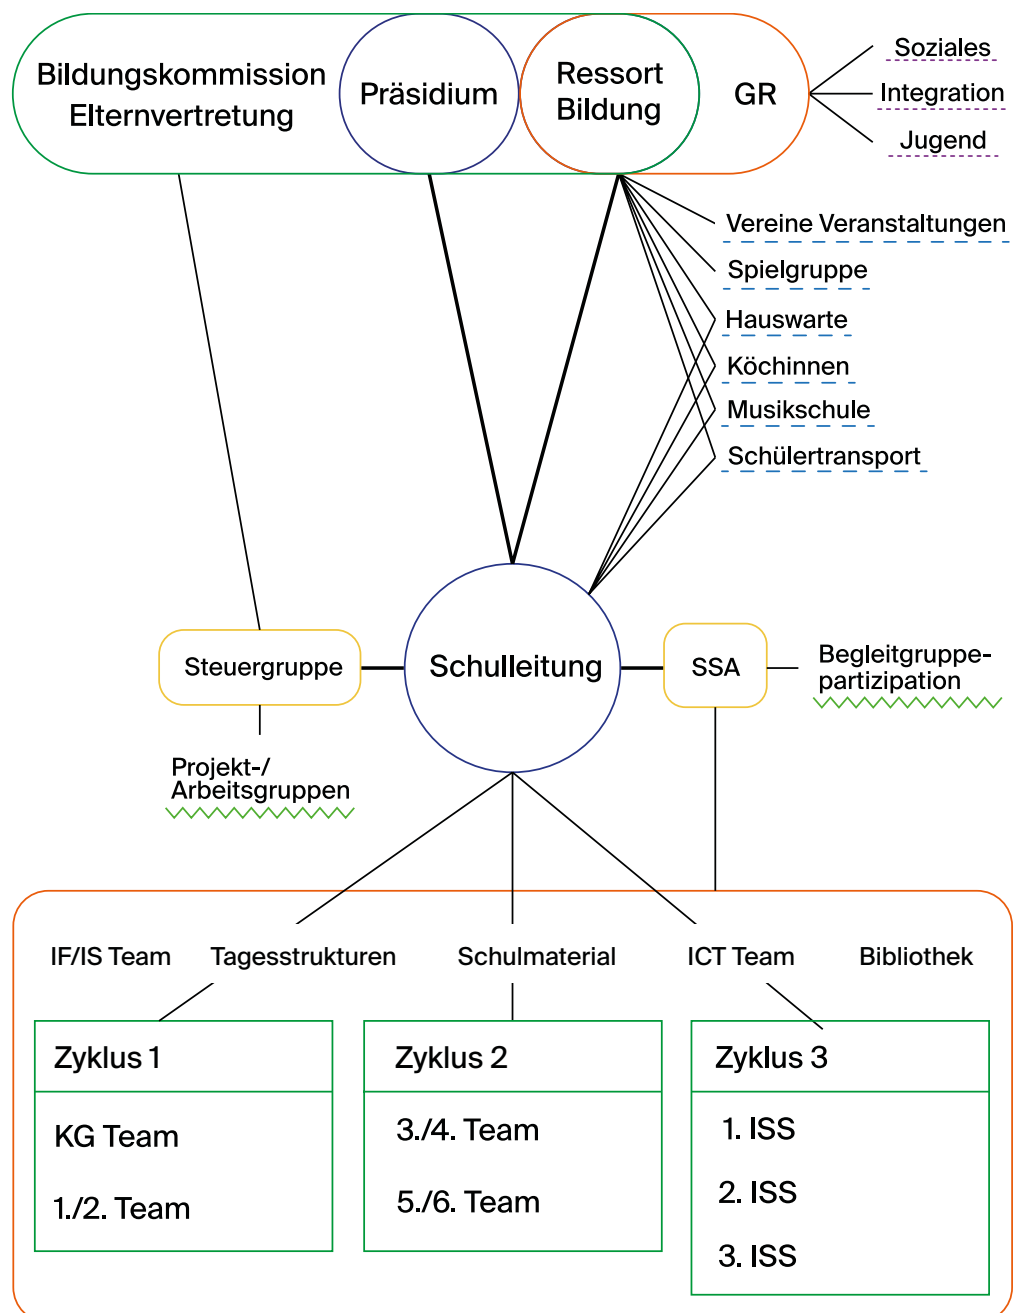 Bildungskommission
Elternvertretung
Präsidium
Ressort
Bildung
GR
Soziales
Integration
Jugend
Vereine Veranstaltungen
Spielgruppe
Hauswarte
Köchinnen
Musikschule
Schülertransport
Steuergruppe
Schulleitung
SSA
Begleitgruppe-
partizipation
Projekt-/
Arbeitsgruppen
IF/IS Team
Tagesstrukturen
Schulmaterial
ICT Team
Bibliothek
Zyklus 1
KG Team
1./2. Team
Zyklus 2
3./4. Team
5./6. Team
Zyklus 3
1. ISS
2. ISS
3. ISS